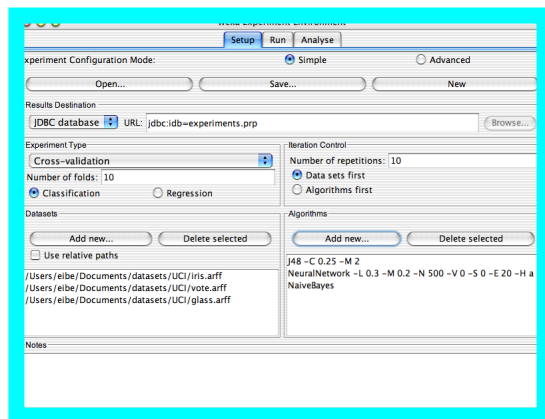 Weka Experiment Environment
Setup Run Analyse
xperiment Configuration Mode: Simple Advanced
Open... Save... New
Results Destination
JDBC database URL: jdbc:idb=experiments.prp Browse...
Experiment Type
Cross-validation
Number of folds: 10
Classification Regression
Iteration Control
Number of repetitions: 10
Data sets first
Algorithms first
Datasets
Add new... Delete selected
Use relative paths
/Users/eibe/Documents/datasets/UCI/iris.arff
/Users/eibe/Documents/datasets/UCI/vote.arff
/Users/eibe/Documents/datasets/UCI/glass.arff
Algorithms
Add new... Delete selected
J48 -C 0.25 -M 2
NeuralNetwork -L 0.3 -M 0.2 -N 500 -V 0 -S 0 -E 20 -H a
NaiveBayes
Notes